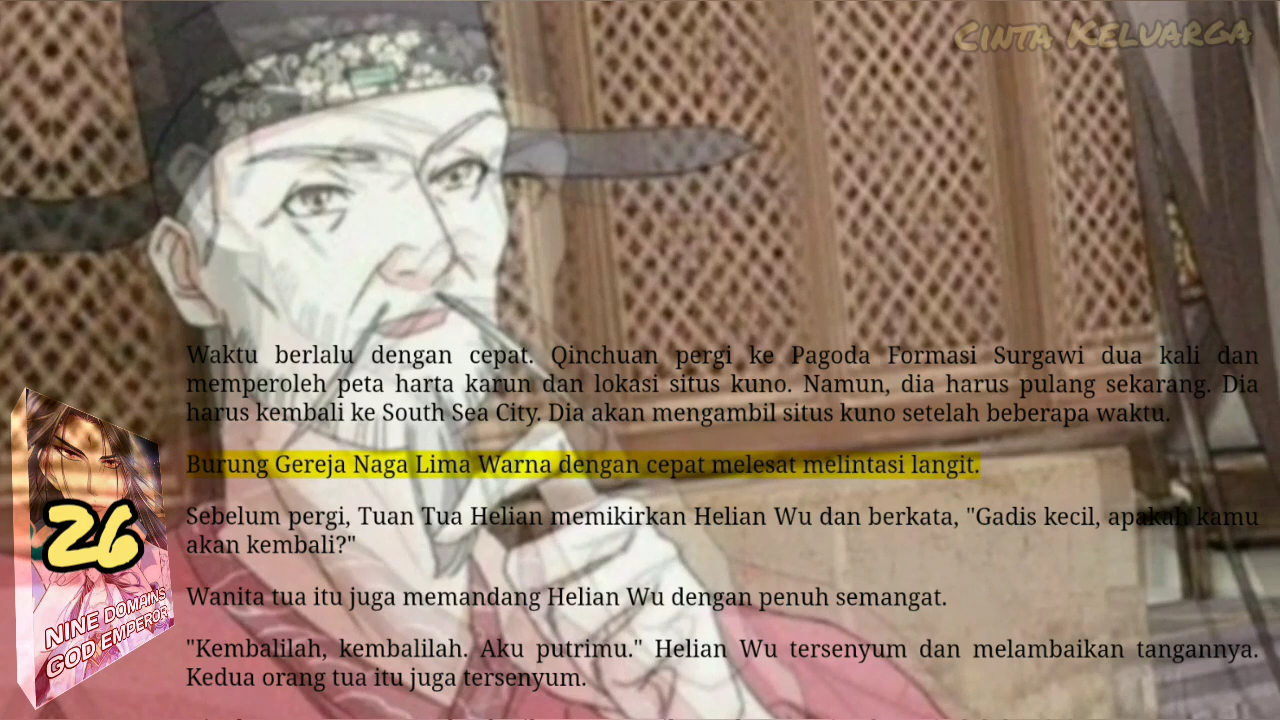 Cinta Keluarga
Waktu berlalu dengan cepat. Qinchuan pergi ke Pagoda Formasi Surgawi dua kali dan
memperoleh peta harta karun dan lokasi situs kuno. Namun, dia harus pulang sekarang. Dia
harus kembali ke South Sea City. Dia akan mengambil situs kuno setelah beberapa waktu.
Burung Gereja Naga Lima Warna dengan cepat melesat melintasi langit.
Sebelum pergi, Tuan Tua Helian memikirkan Helian Wu dan berkata, "Gadis kecil, apakah kamu
akan kembali?"
Wanita tua itu juga memandang Helian Wu dengan penuh semangat.
"Kembalilah, kembalilah. Aku putrimu." Helian Wu tersenyum dan melambaikan tangannya.
Kedua orang tua itu juga tersenyum.
26
NINE DOMAINS
GOD EMPEROR